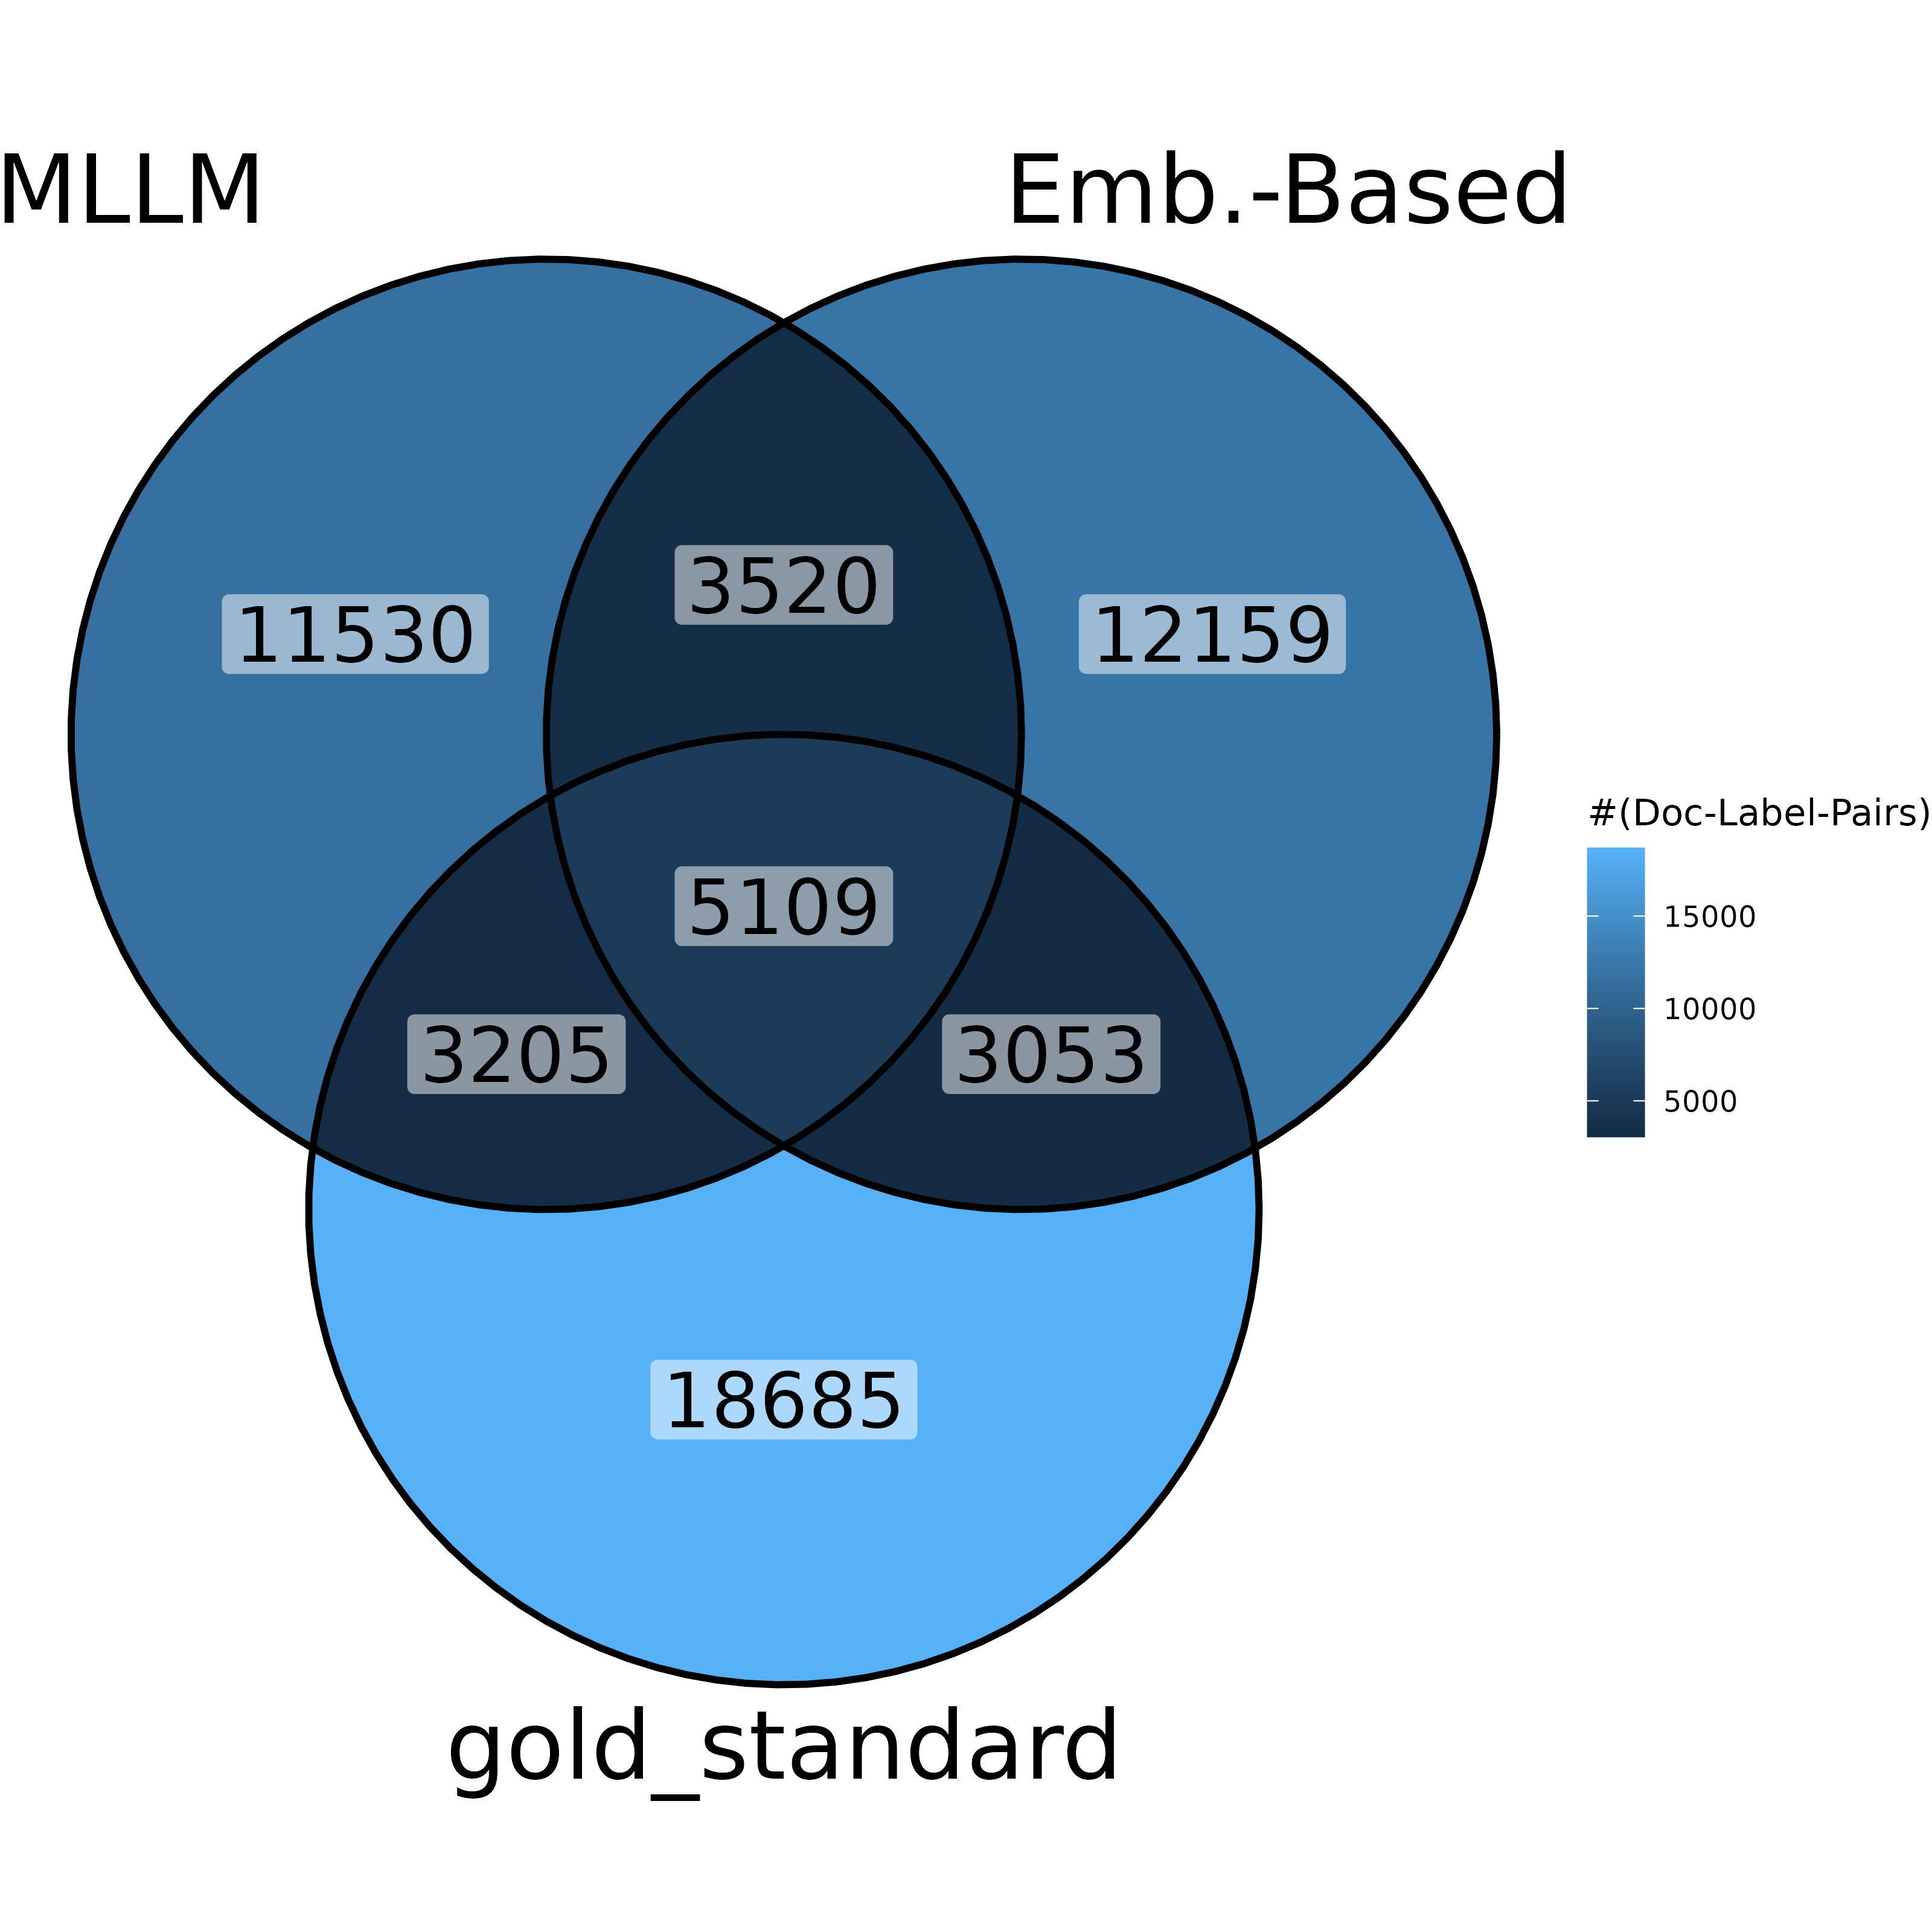 MLLM
Emb.-Based
3520
11530
12159
#(Doc-Label-Pairs)
15000
10000
5000
5109
3205
3053
18685
gold_standard